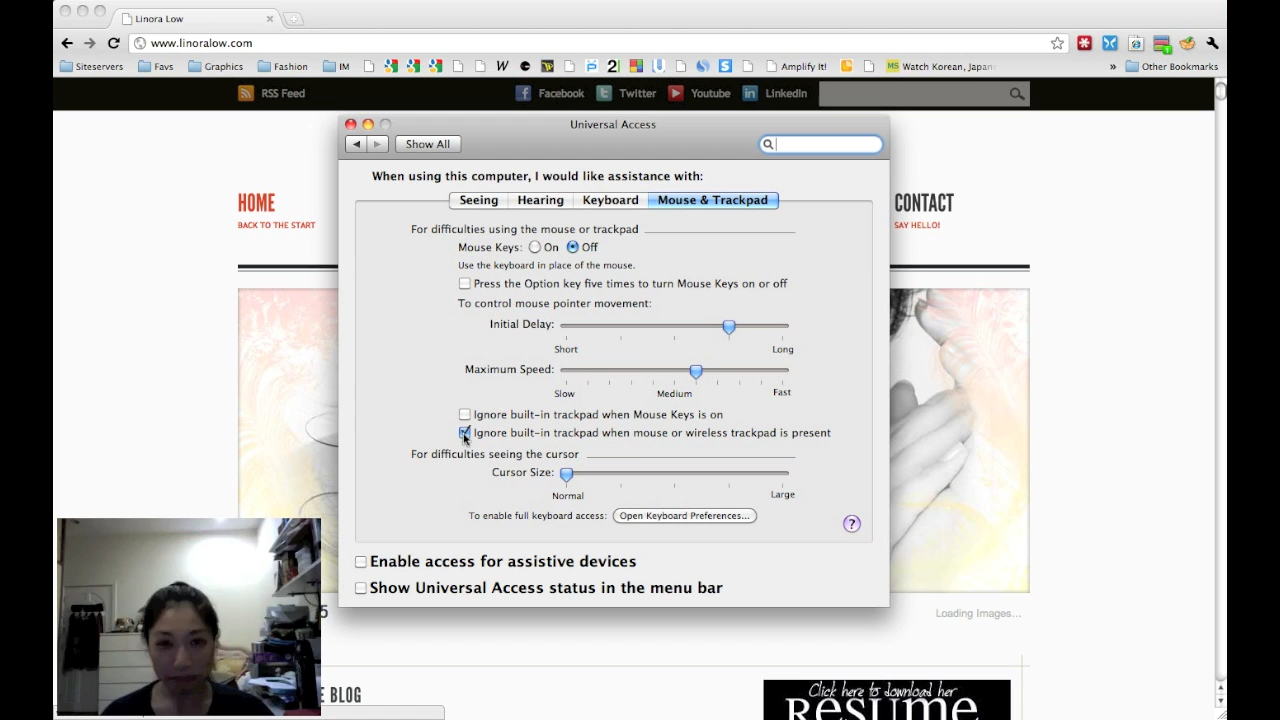 Linora Low
www.linoralow.com
Siteservers Favs Graphics Fashion IM W 2 S Amplify It! MS Watch Korean, Japan » Other Bookmarks
RSS Feed Facebook Twitter Youtube LinkedIn
Universal Access
Show All
When using this computer, I would like assistance with:
Seeing Hearing Keyboard Mouse & Trackpad
HOME
BACK TO THE START
CONTACT
SAY HELLO!
For difficulties using the mouse or trackpad
Mouse Keys: On Off
Use the keyboard in place of the mouse.
Press the Option key five times to turn Mouse Keys on or off
To control mouse pointer movement:
Initial Delay:
Short Long
Maximum Speed:
Slow Medium Fast
Ignore built-in trackpad when Mouse Keys is on
Ignore built-in trackpad when mouse or wireless trackpad is present
For difficulties seeing the cursor
Cursor Size:
Normal Large
To enable full keyboard access: Open Keyboard Preferences...
?
Enable access for assistive devices
Show Universal Access status in the menu bar
5
Loading Images...
E BLOG
Click here to download her
RESUME